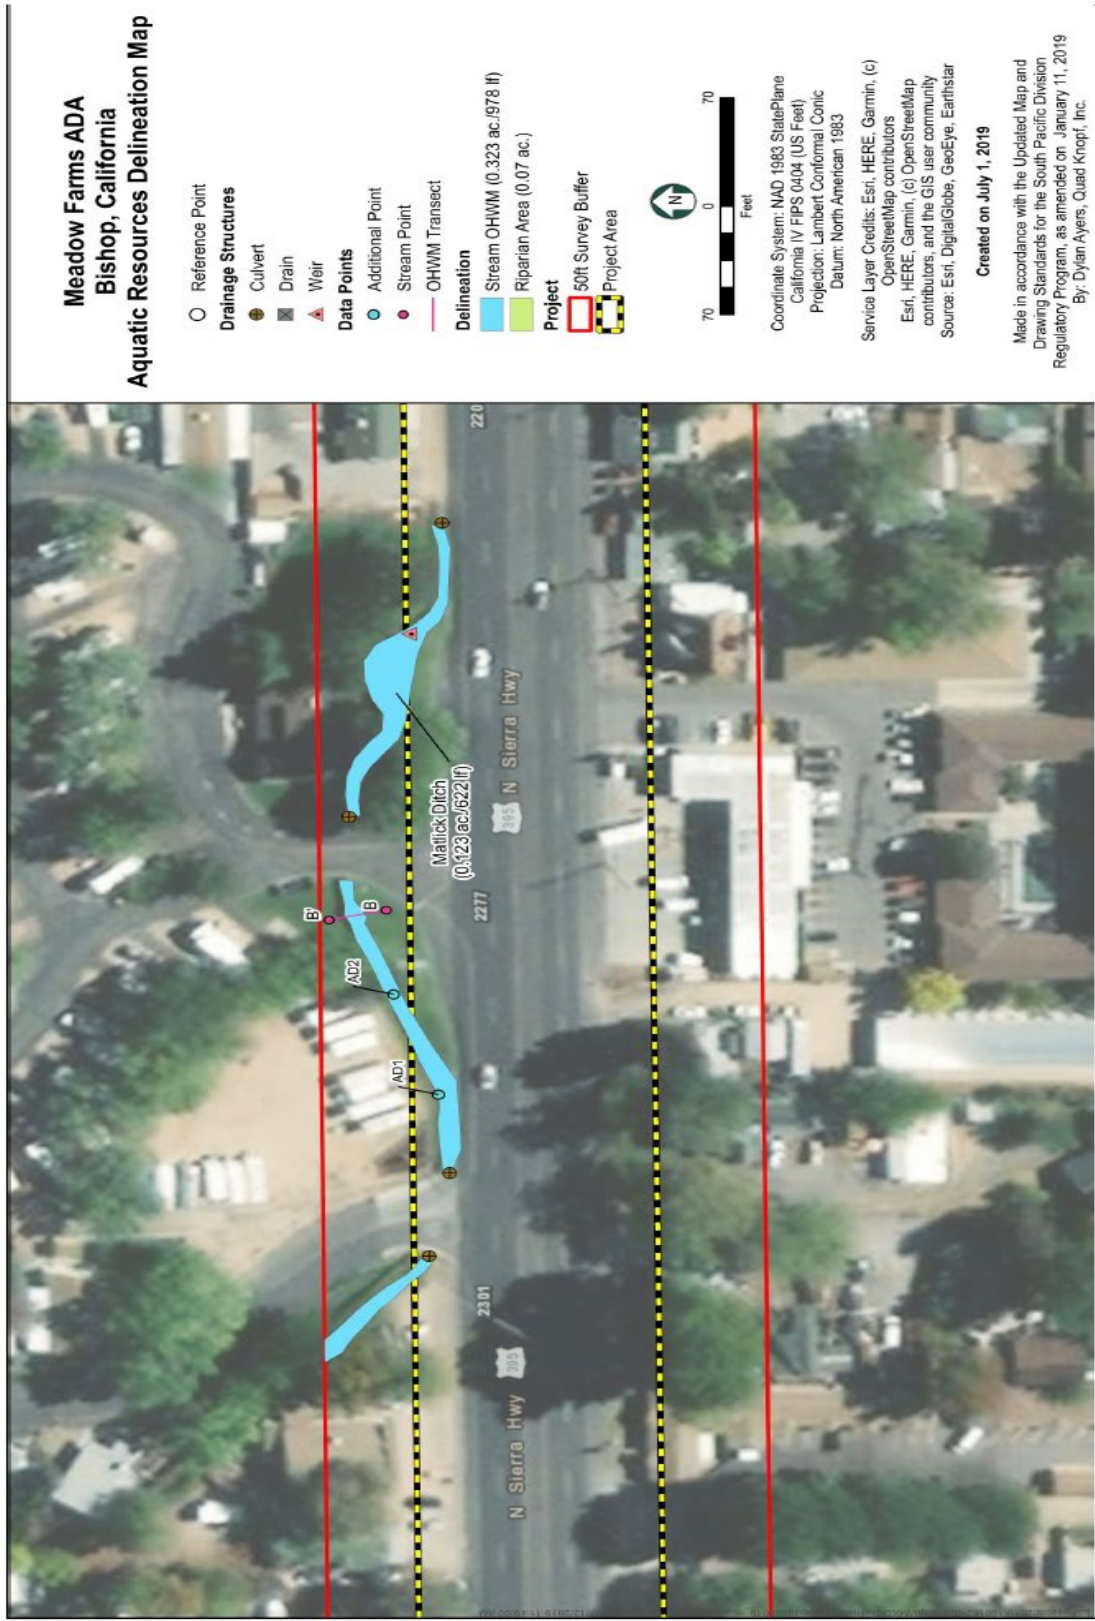 Meadow Farms ADA
Bishop, California
Aquatic Resources Delineation Map
Reference Point
Drainage Structures
Culvert
Drain
Weir
Data Points
Additional Point
Stream Point
OHWM Transect
Delineation
Stream OHWM (0.323 ac./978 lf)
Riparian Area (0.07 ac.)
Project
50ft Survey Buffer
Project Area
N
70 0 70
Feet
Coordinate System: NAD 1983 StatePlane
California IV FIPS 0404 (US Feet)
Projection: Lambert Conformal Conic
Datum: North American 1983
Service Layer Credits: Esri, HERE, Garmin, (c)
OpenStreetMap contributors
Esri, HERE, Garmin, (c) OpenStreetMap
contributors, and the GIS user community
Source: Esri, DigitalGlobe, GeoEye, Earthstar
Created on July 1, 2019
Made in accordance with the Updated Map and
Drawing Standards for the South Pacific Division
Regulatory Program, as amended on January 11, 2019
By: Dylan Ayers, Quad Knopf, Inc.
B'
B
AD2
AD1
Matlick Ditch
(0.123 ac./622 lf)
2301
2277
220
N Sierra Hwy
395
395
N Sierra Hwy